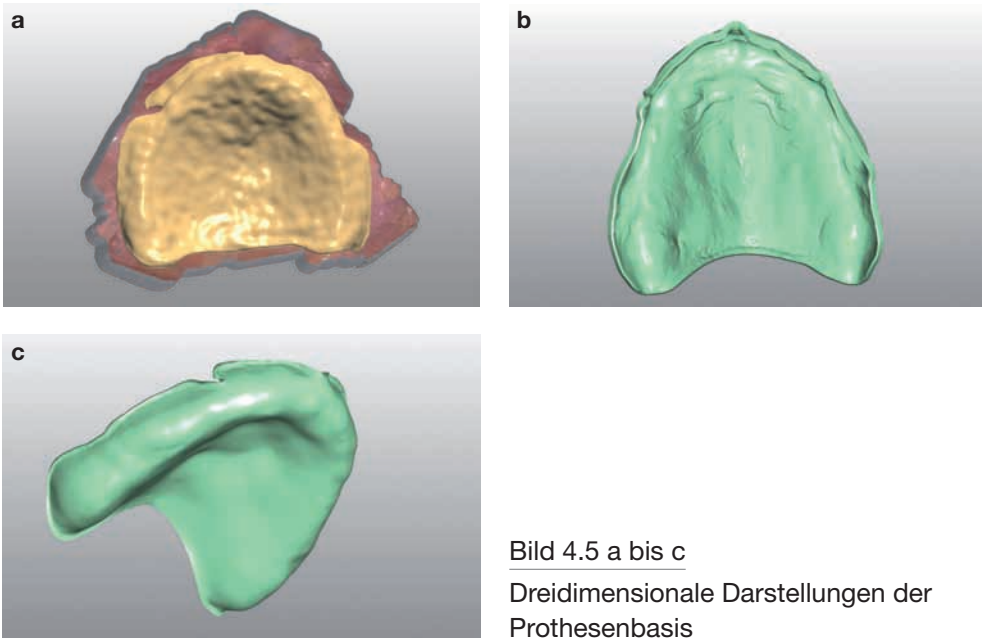 a
b
c
Bild 4.5 a bis c
Dreidimensionale Darstellungen der
Prothesenbasis